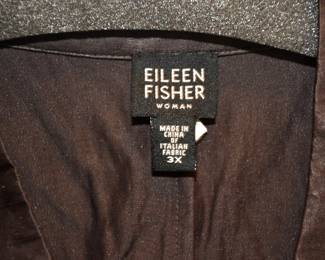 EILEEN
FISHER
WOMAN
MADE IN
CHINA
OF
ITALIAN
FABRIC
3X